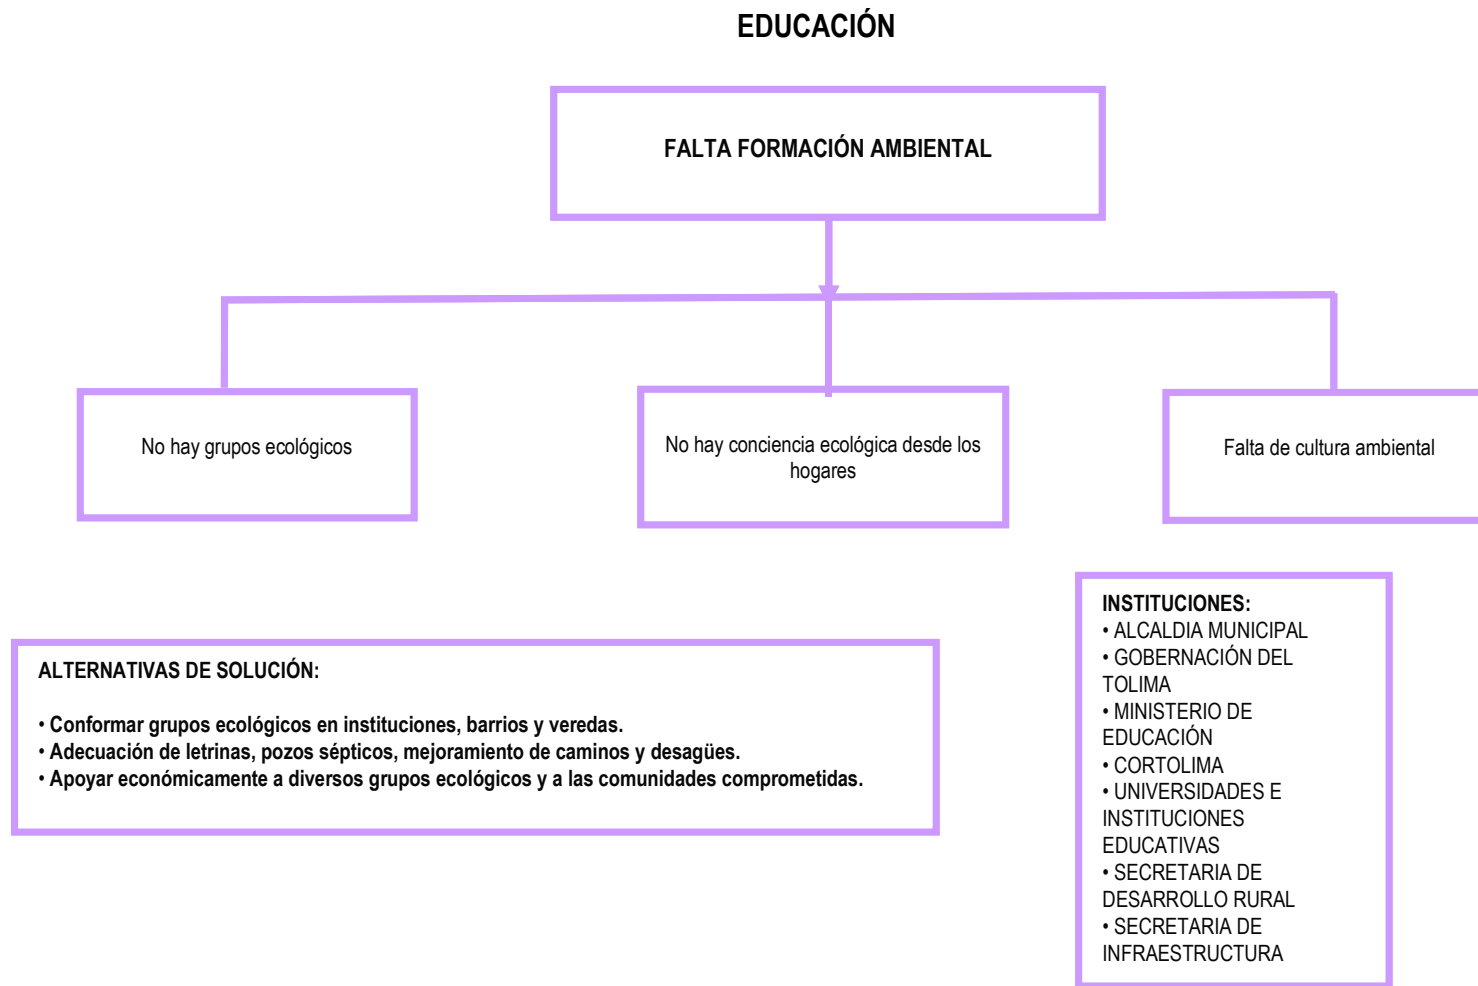 EDUCACIÓN
FALTA FORMACIÓN AMBIENTAL
No hay grupos ecológicos
No hay conciencia ecológica desde los
hogares
Falta de cultura ambiental
ALTERNATIVAS DE SOLUCIÓN:
• Conformar grupos ecológicos en instituciones, barrios y veredas.
• Adecuación de letrinas, pozos sépticos, mejoramiento de caminos y desagües.
• Apoyar económicamente a diversos grupos ecológicos y a las comunidades comprometidas.
INSTITUCIONES:
• ALCALDIA MUNICIPAL
• GOBERNACIÓN DEL
TOLIMA
• MINISTERIO DE
EDUCACIÓN
• CORTOLIMA
• UNIVERSIDADES E
INSTITUCIONES
EDUCATIVAS
• SECRETARIA DE
DESARROLLO RURAL
• SECRETARIA DE
INFRAESTRUCTURA